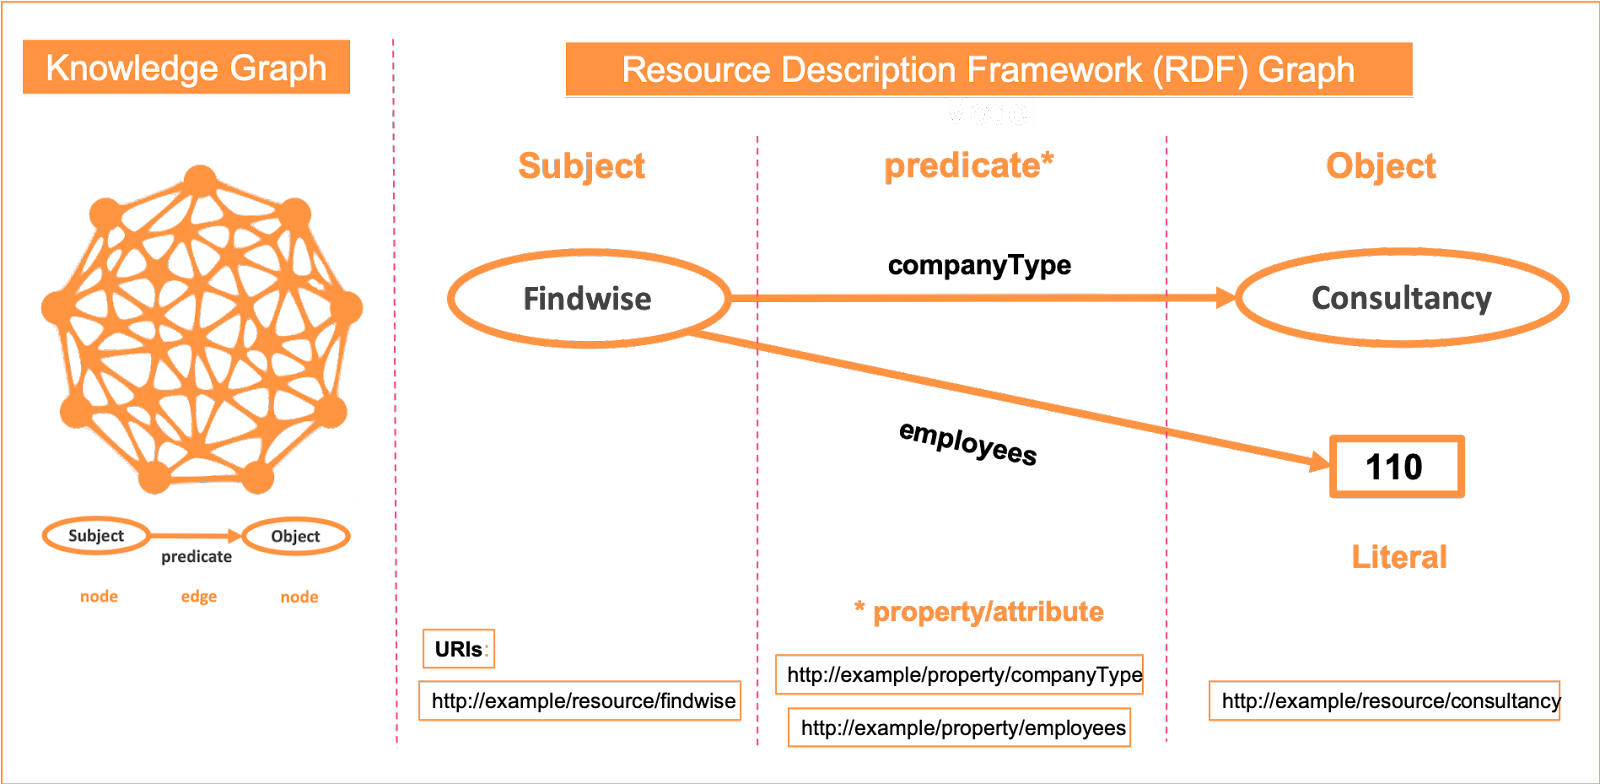 Knowledge Graph
Resource Description Framework (RDF) Graph
Model
Subject
predicate*
Object
companyType
Findwise
Consultancy
employees
110
Literal
Subject
Object
predicate
node
edge
node
* property/attribute
URIs:
http://example/property/companyType
http://example/resource/findwise
http://example/resource/consultancy
http://example/property/employees